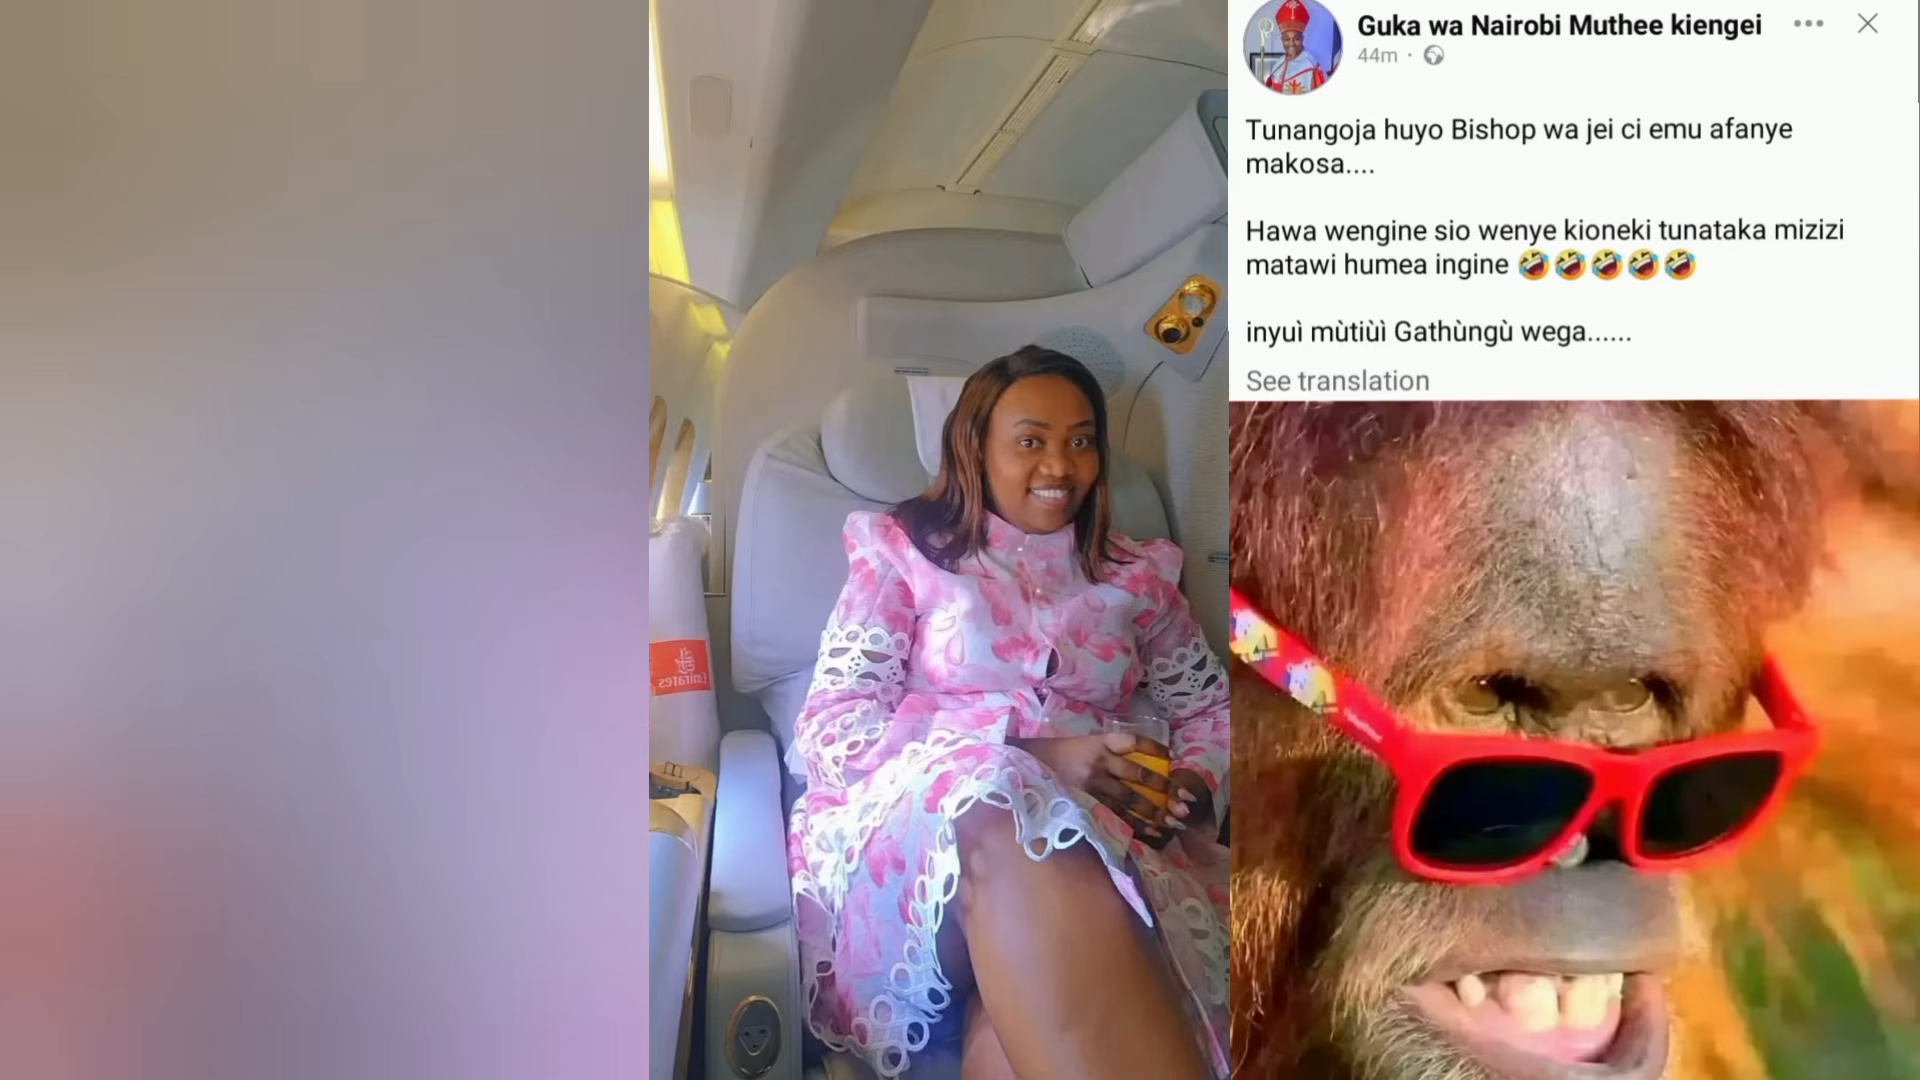 Guka wa Nairobi Muthee kiengei
44m
Tunangoja huyo Bishop wa jei ci emu afanye
makosa....
Hawa wengine sio wenye kioneki tunataka mizizi
matawi humea ingine 🤣🤣🤣🤣🤣
inyuì mùtiùì Gathùngù wega......
See translation
Emirates